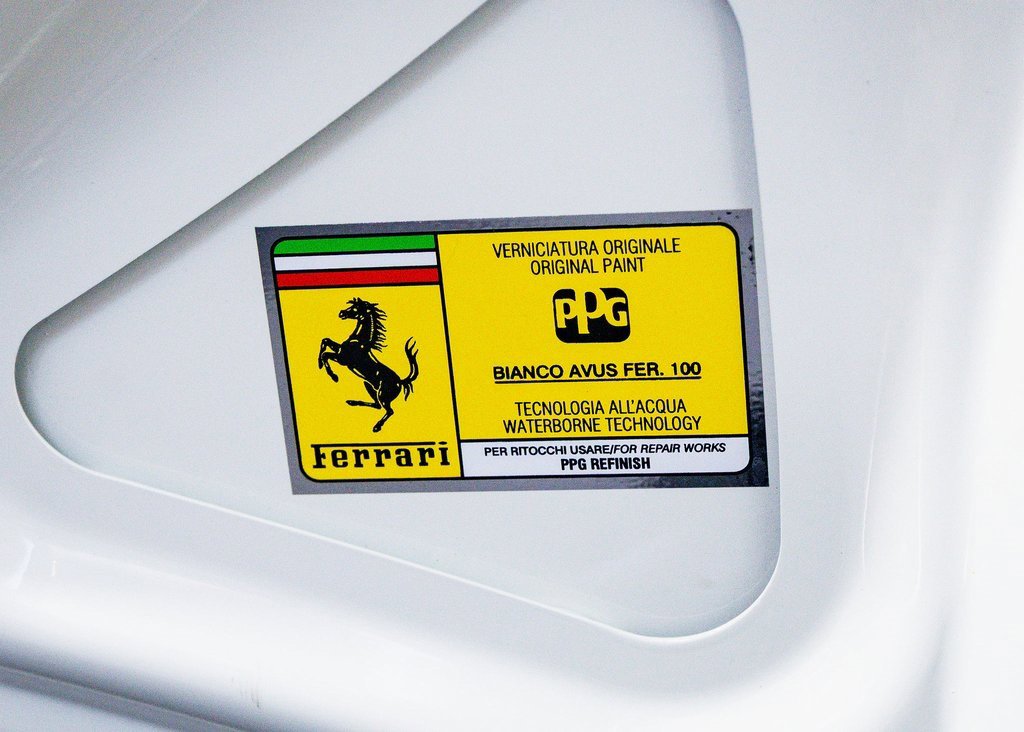 VERNICIATURA ORIGINALE
ORIGINAL PAINT
PPG
BIANCO AVUS FER. 100
TECNOLOGIA ALL'ACQUA
WATERBORNE TECHNOLOGY
Ferrari
PER RITOCCHI USARE/FOR REPAIR WORKS
PPG REFINISH